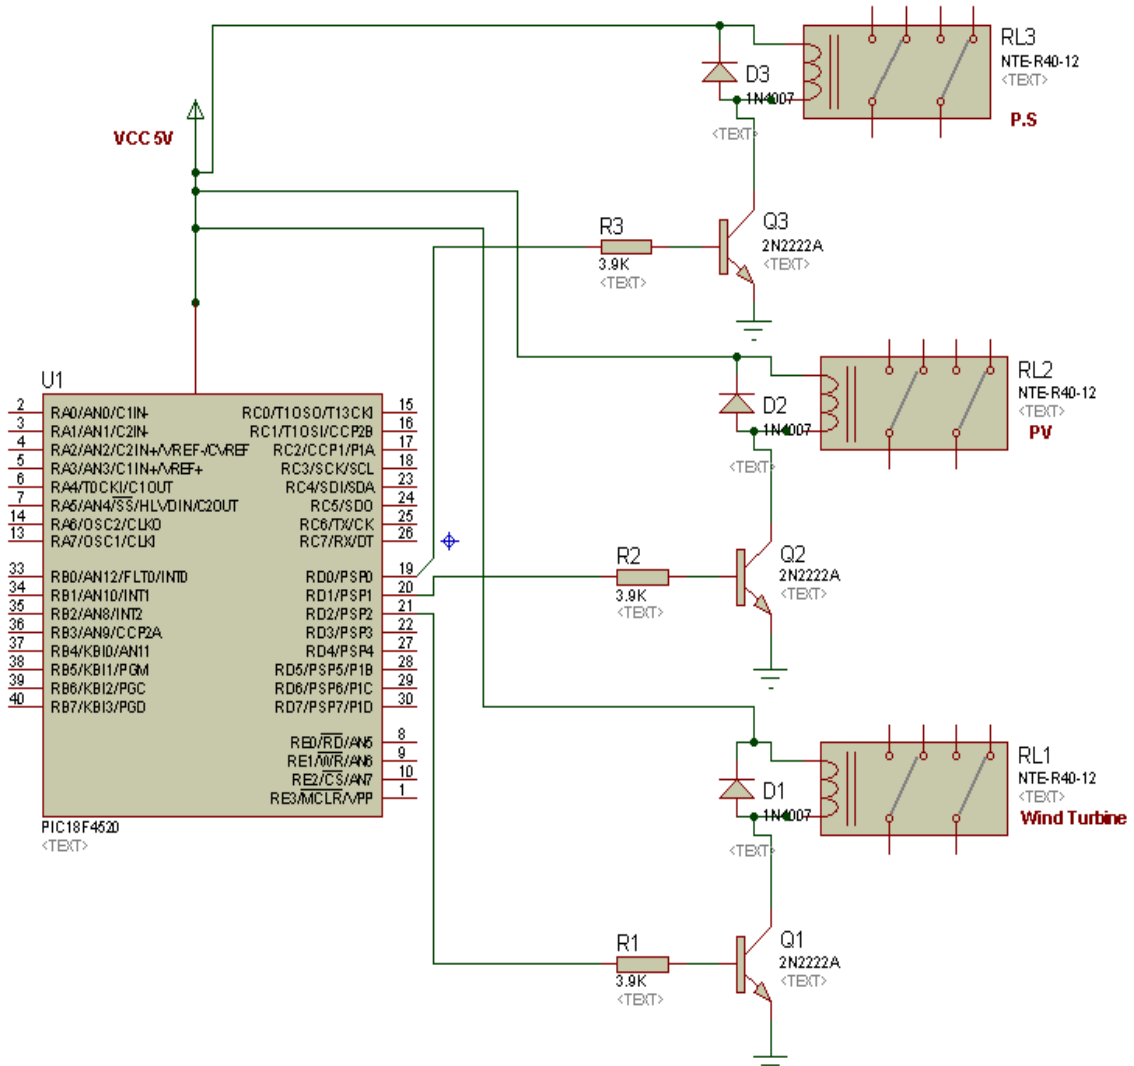 RL3
NTE-R40-12
<TEXT>
P.S
D3
1N4007
<TEXT>
VCC 5V
R3
3.9K
<TEXT>
Q3
2N2222A
<TEXT>
RL2
NTE-R40-12
<TEXT>
PV
D2
1N4007
<TEXT>
R2
3.9K
<TEXT>
Q2
2N2222A
<TEXT>
U1
2 RA0/AN0/C1IN- RC0/T1OSO/T13CKI 15
3 RA1/AN1/C2IN- RC1/T1OSI/CCP2B 16
4 RA2/AN2/C2IN+/VREF-/CVREF RC2/CCP1/P1A 17
5 RA3/AN3/C1IN+/VREF+ RC3/SCK/SCL 18
6 RA4/T0CKI/C1OUT RC4/SDI/SDA 23
7 RA5/AN4/SS/HLVDIN/C2OUT RC5/SDO 24
14 RA6/OSC2/CLKO RC6/TX/CK 25
13 RA7/OSC1/CLKI RC7/RX/DT 26
33 RB0/AN12/FLT0/INT0 RD0/PSP0 19
34 RB1/AN10/INT1 RD1/PSP1 20
35 RB2/AN8/INT2 RD2/PSP2 21
36 RB3/AN9/CCP2A RD3/PSP3 22
37 RB4/KBI0/AN11 RD4/PSP4 27
38 RB5/KBI1/PGM RD5/PSP5/P1B 28
39 RB6/KBI2/PGC RD6/PSP6/P1C 29
40 RB7/KBI3/PGD RD7/PSP7/P1D 30
RE0/RD/AN5 8
RE1/WR/AN6 9
RE2/CS/AN7 10
RE3/MCLR/VPP 1
PIC18F4520
<TEXT>
RL1
NTE-R40-12
<TEXT>
Wind Turbine
D1
1N4007
<TEXT>
R1
3.9K
<TEXT>
Q1
2N2222A
<TEXT>